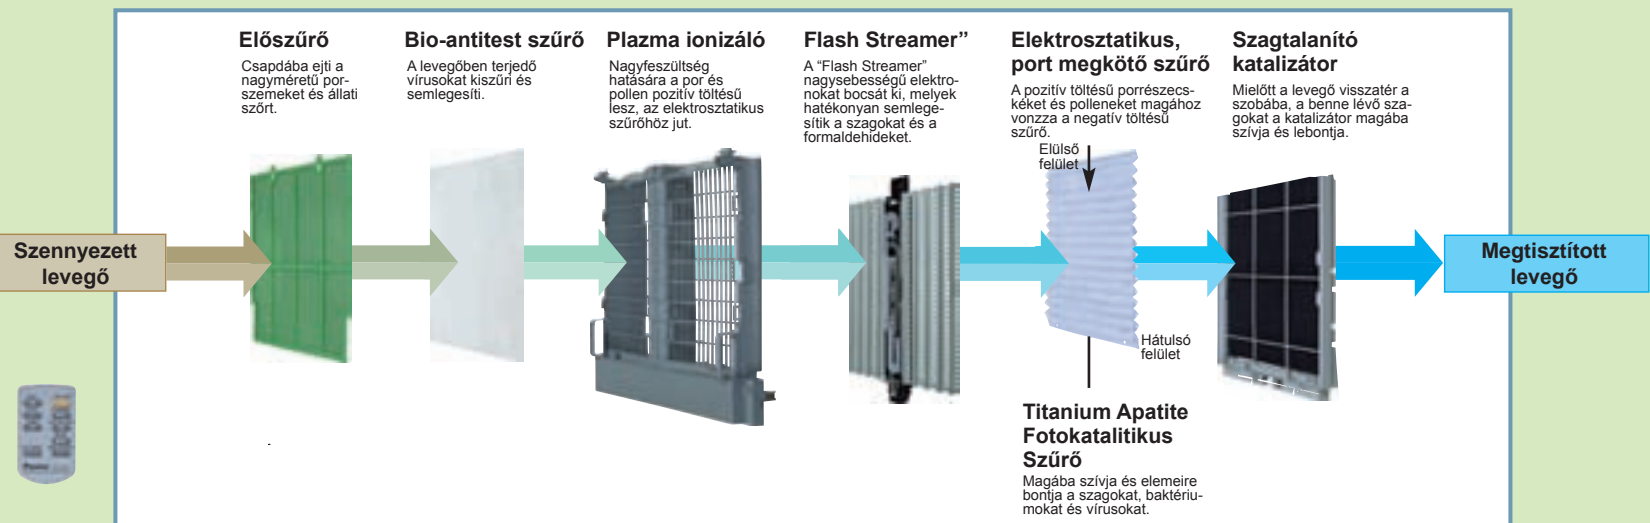 Szennyezett
levegő
Előszűrő
Csapdába ejti a
nagyméretű por-
szemeket és állati
szőrt.
Bio-antitest szűrő
A levegőben terjedő
vírusokat kiszűri és
semlegesíti.
Plazma ionizáló
Nagyfeszültség
hatására a por és
pollen pozitív töltésű
lesz, az elektrosztatikus
szűrőhöz jut.
Flash Streamer”
A “Flash Streamer”
nagysebességű elektro-
nokat bocsát ki, melyek
hatékonyan semlege-
sítik a szagokat és a
formaldehideket.
Elektrosztatikus,
port megkötő szűrő
A pozitív töltésű porrészecs-
kéket és polleneket magához
vonzza a negatív töltésű
szűrő.
Elülső
felület
Hátulsó
felület
Titanium Apatite
Fotokatalitikus
Szűrő
Magába szívja és elemeire
bontja a szagokat, baktériu-
mokat és vírusokat.
Szagtalanító
katalizátor
Mielőtt a levegő visszatér a
szobába, a benne lévő sza-
gokat a katalizátor magába
szívja és lebontja.
Megtisztított
levegő